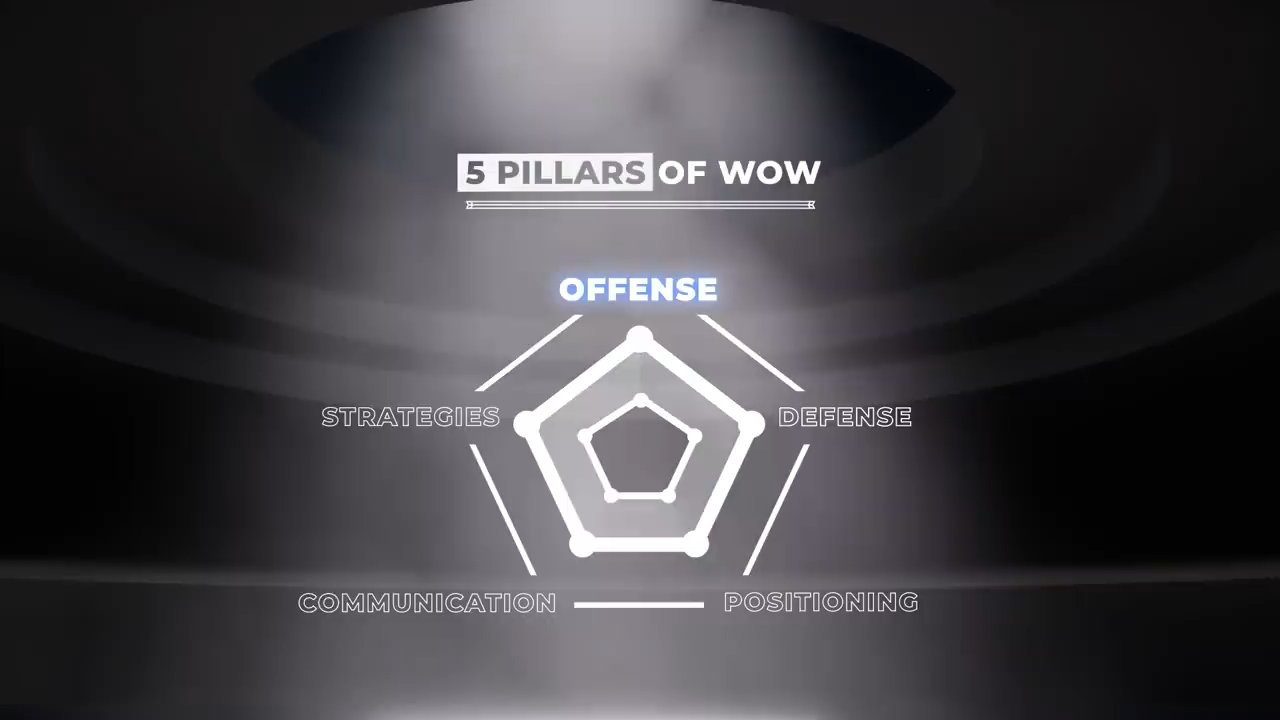 5 PILLARS OF WOW
OFFENSE
STRATEGIES
DEFENSE
COMMUNICATION
POSITIONING